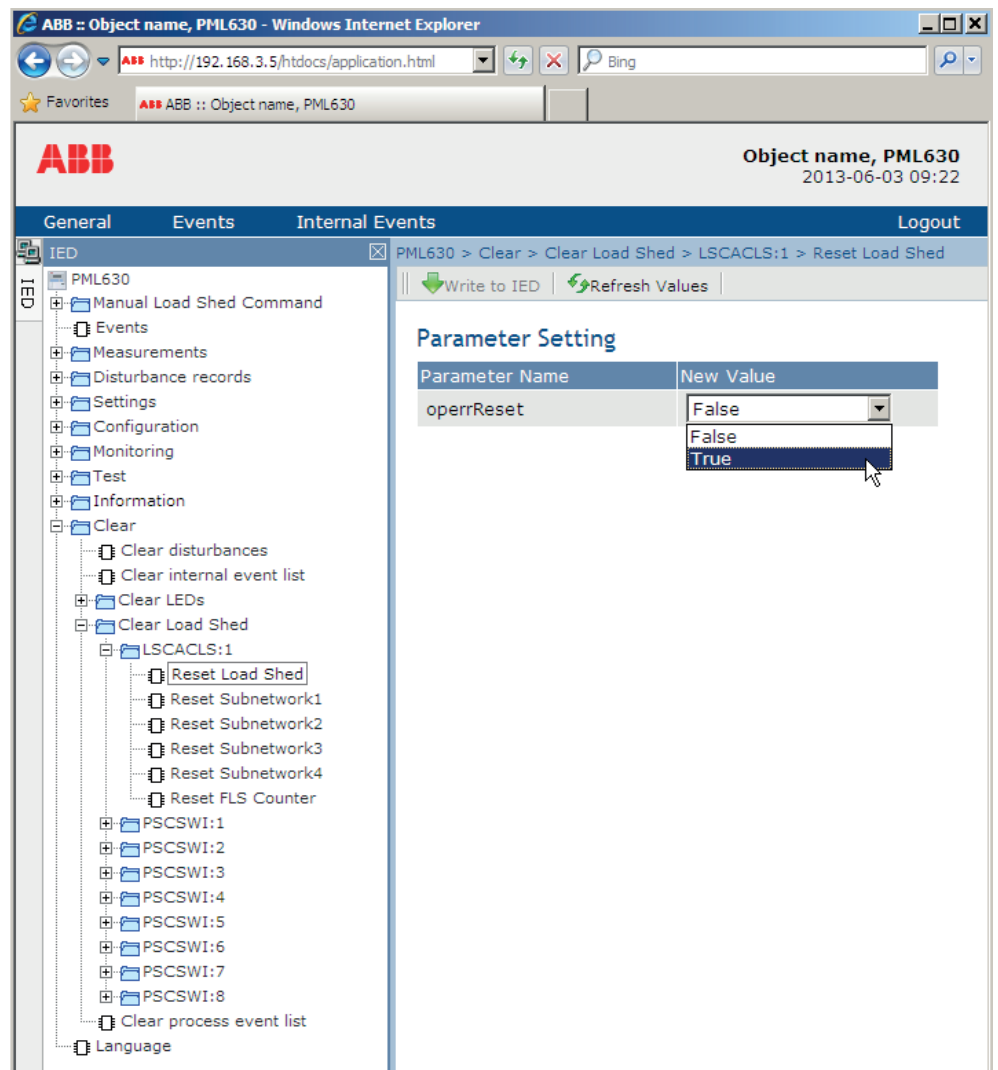 ABB :: Object name, PML630 - Windows Internet Explorer
ABB http://192.168.3.5/htdocs/application.html
Bing
Favorites
ABB ABB :: Object name, PML630
ABB
Object name, PML630
2013-06-03 09:22
General Events Internal Events Logout
IED
IED
PML630 > Clear > Clear Load Shed > LSCACLS:1 > Reset Load Shed
Write to IED Refresh Values
PML630
Manual Load Shed Command
Events
Measurements
Disturbance records
Settings
Configuration
Monitoring
Test
Information
Clear
Clear disturbances
Clear internal event list
Clear LEDs
Clear Load Shed
LSCACLS:1
Reset Load Shed
Reset Subnetwork1
Reset Subnetwork2
Reset Subnetwork3
Reset Subnetwork4
Reset FLS Counter
PSCSWI:1
PSCSWI:2
PSCSWI:3
PSCSWI:4
PSCSWI:5
PSCSWI:6
PSCSWI:7
PSCSWI:8
Clear process event list
Language
Parameter Setting
Parameter Name New Value
operrReset False
False
True